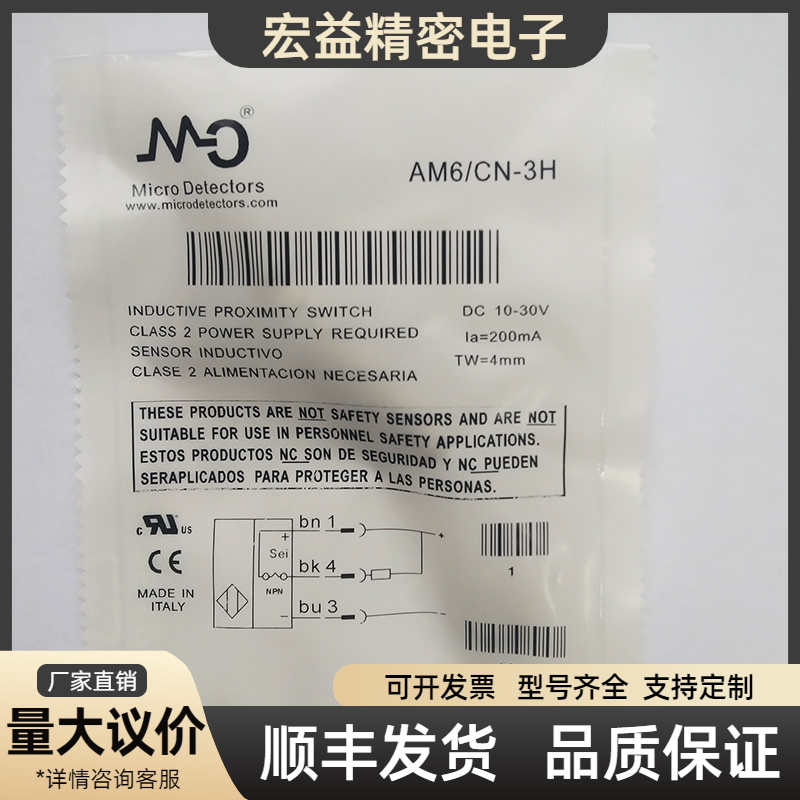 宏益精密电子
®
Micro Detectors
www.microdetectors.com
AM6/CN-3H
INDUCTIVE PROXIMITY SWITCH
CLASS 2 POWER SUPPLY REQUIRED
SENSOR INDUCTIVO
CLASE 2 ALIMENTACION NECESARIA
DC 10-30V
Ia=200mA
TW=4mm
THESE PRODUCTS ARE NOT SAFETY SENSORS AND ARE NOT
SUITABLE FOR USE IN PERSONNEL SAFETY APPLICATIONS.
ESTOS PRODUCTOS NC SON DE SEGURIDAD Y NC PUEDEN
SERAPLICADOS PARA PROTEGER A LAS PERSONAS.
c RU US
CE
MADE IN
ITALY
+
Sei
NPN
−
bn 1
bk 4
bu 3
+
−
1
厂家直销
量大议价
*详情咨询客服
可开发票 型号齐全 支持定制
顺丰发货 品质保证